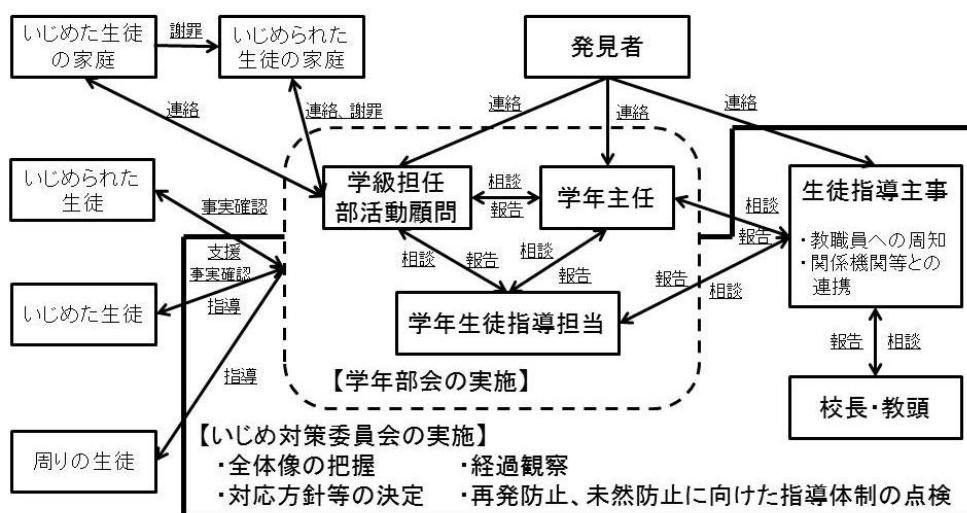 いじめた生徒
の家庭
謝罪
いじめられた
生徒の家庭
発見者
連絡
連絡、謝罪
連絡
連絡
連絡
いじめられた
生徒
学級担任
部活動顧問
相談
報告
学年主任
生徒指導主事
・教職員への周知
・関係機関等との
連携
事実確認
支援
相談
報告
相談
報告
相談
報告
事実確認
指導
いじめた生徒
報告
相談
学年生徒指導担当
指導
報告
相談
【学年部会の実施】
校長・教頭
周りの生徒
【いじめ対策委員会の実施】
・全体像の把握
・経過観察
・対応方針等の決定
・再発防止、未然防止に向けた指導体制の点検